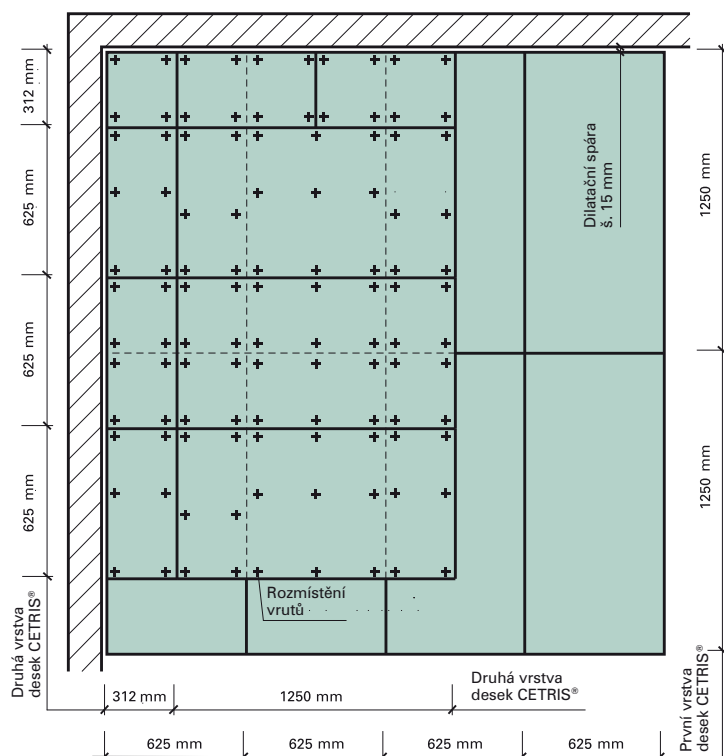 312 mm
625 mm
625 mm
625 mm
Druhá vrstva
desek CETRIS®
Dilatační spára
š. 15 mm
1250 mm
1250 mm
První vrstva
desek CETRIS®
Rozmístění
vrutů
312 mm
1250 mm
Druhá vrstva
desek CETRIS®
625 mm
625 mm
625 mm
625 mm